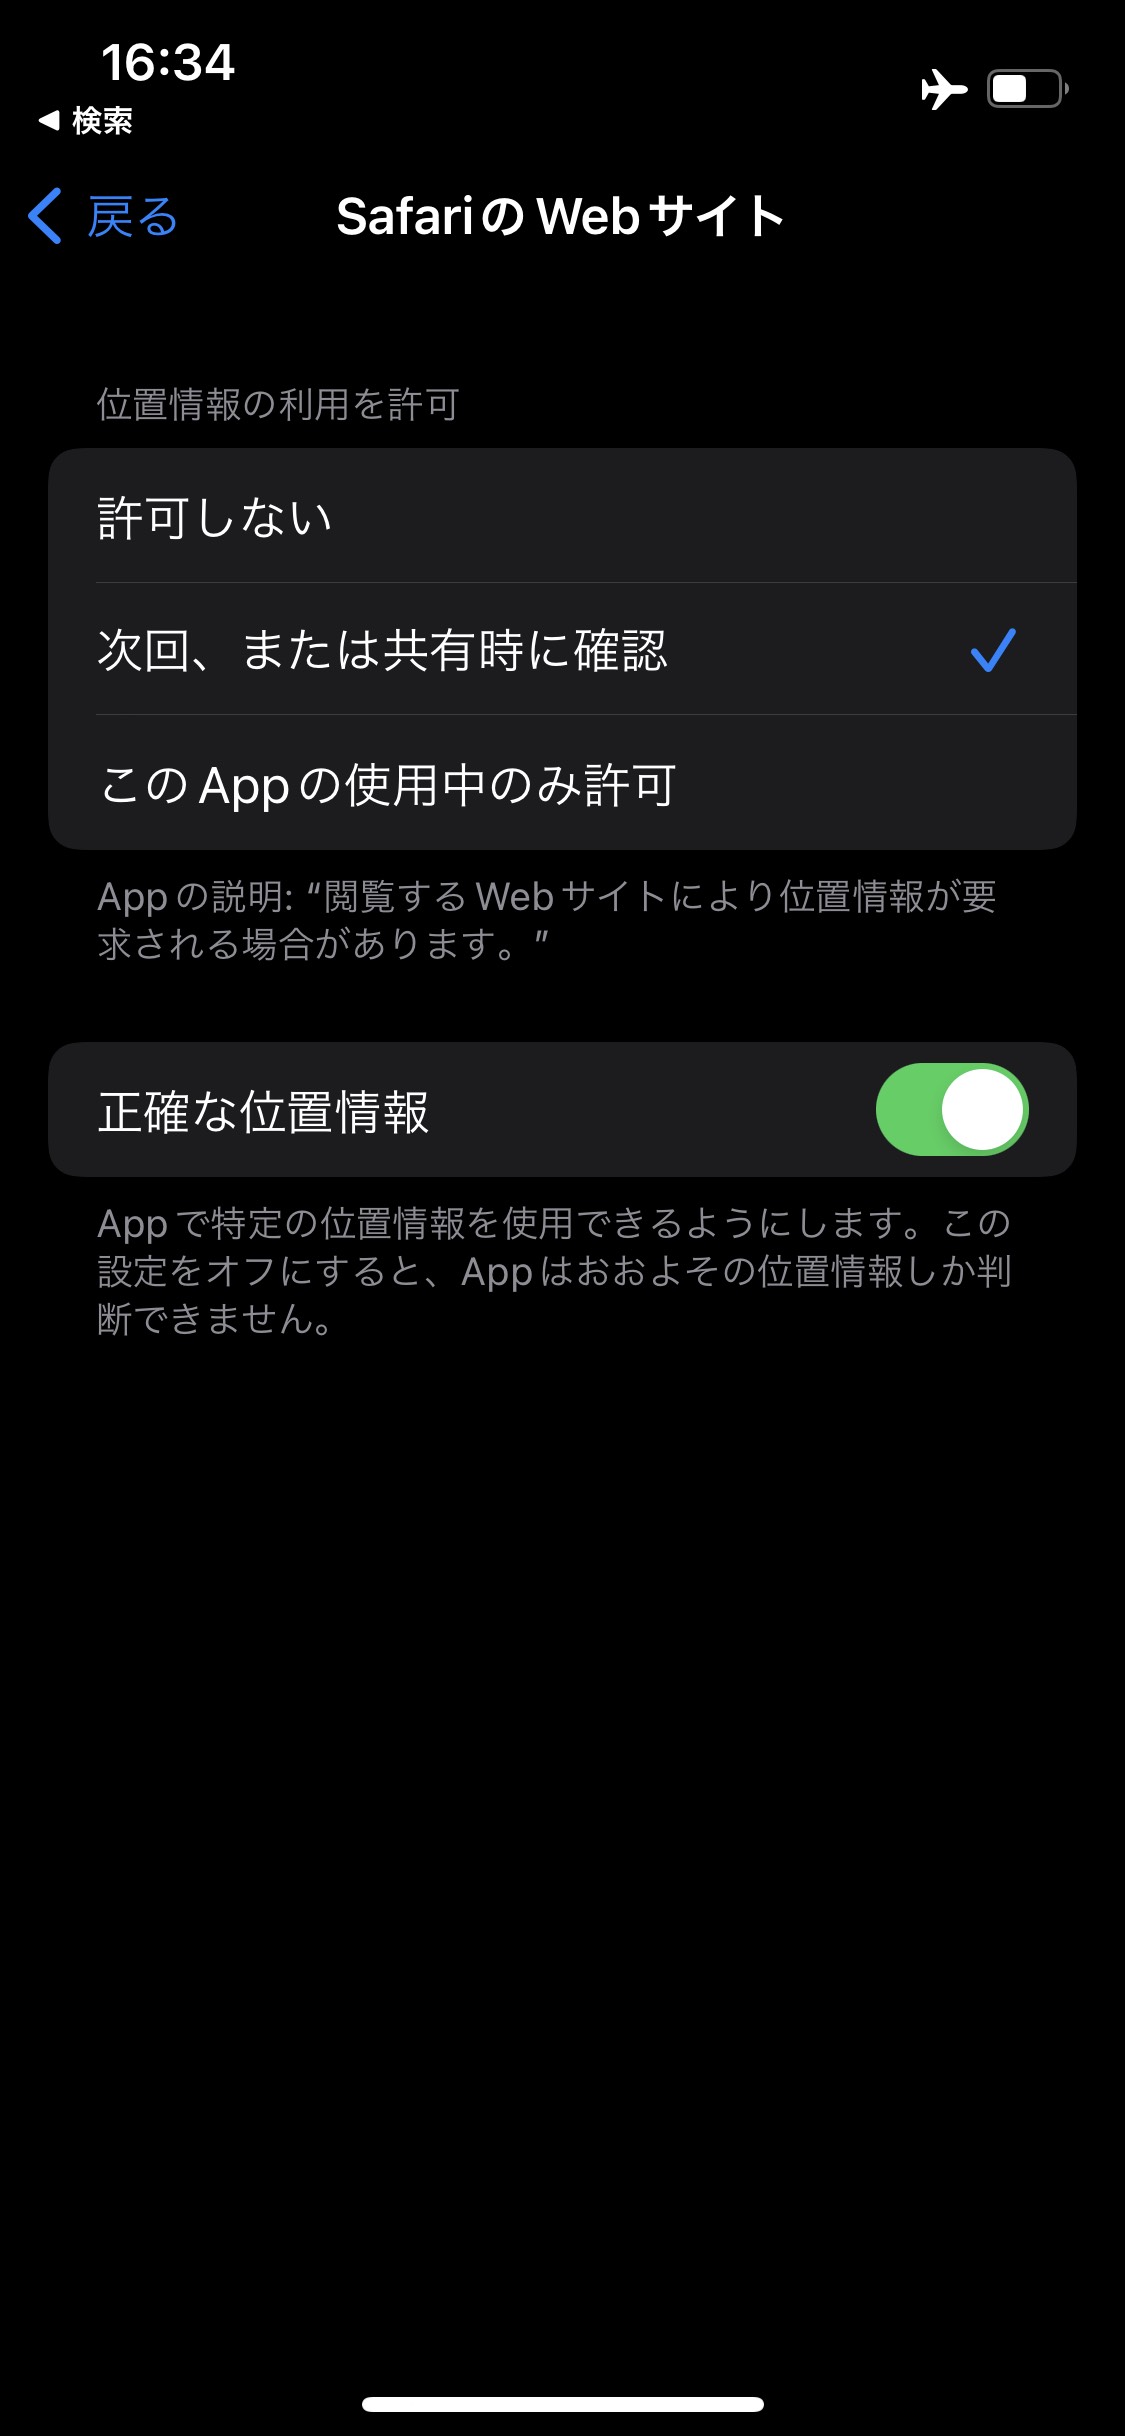 16:34
◀ 検索
戻る
SafariのWebサイト
位置情報の利用を許可
許可しない
次回、または共有時に確認
このAppの使用中のみ許可
Appの説明: “閲覧するWebサイトにより位置情報が要
求される場合があります。”
正確な位置情報
Appで特定の位置情報を使用できるようにします。この
設定をオフにすると、Appはおおよその位置情報しか判
断できません。